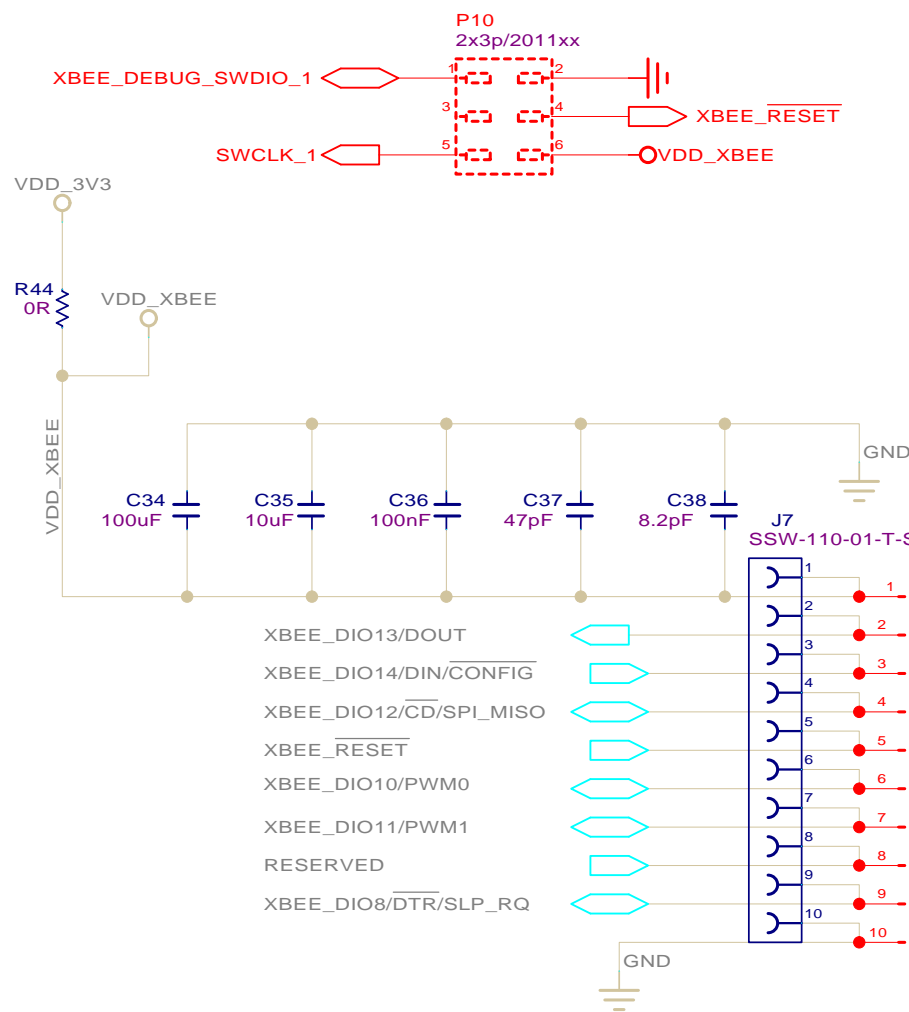 P10
2x3p/2011xx
XBEE_DEBUG_SWDIO_1
1
2
3
4
XBEE_RESET
SWCLK_1
5
6
VDD_XBEE
VDD_3V3
R44
0R
VDD_XBEE
VDD_XBEE
GND
C34
100uF
C35
10uF
C36
100nF
C37
47pF
C38
8.2pF
J7
SSW-110-01-T-S
1
1
2
XBEE_DIO13/DOUT
2
3
XBEE_DIO14/DIN/CONFIG
3
4
XBEE_DIO12/CD/SPI_MISO
4
5
XBEE_RESET
5
6
XBEE_DIO10/PWM0
6
7
XBEE_DIO11/PWM1
7
8
RESERVED
8
9
XBEE_DIO8/DTR/SLP_RQ
9
10
10
GND